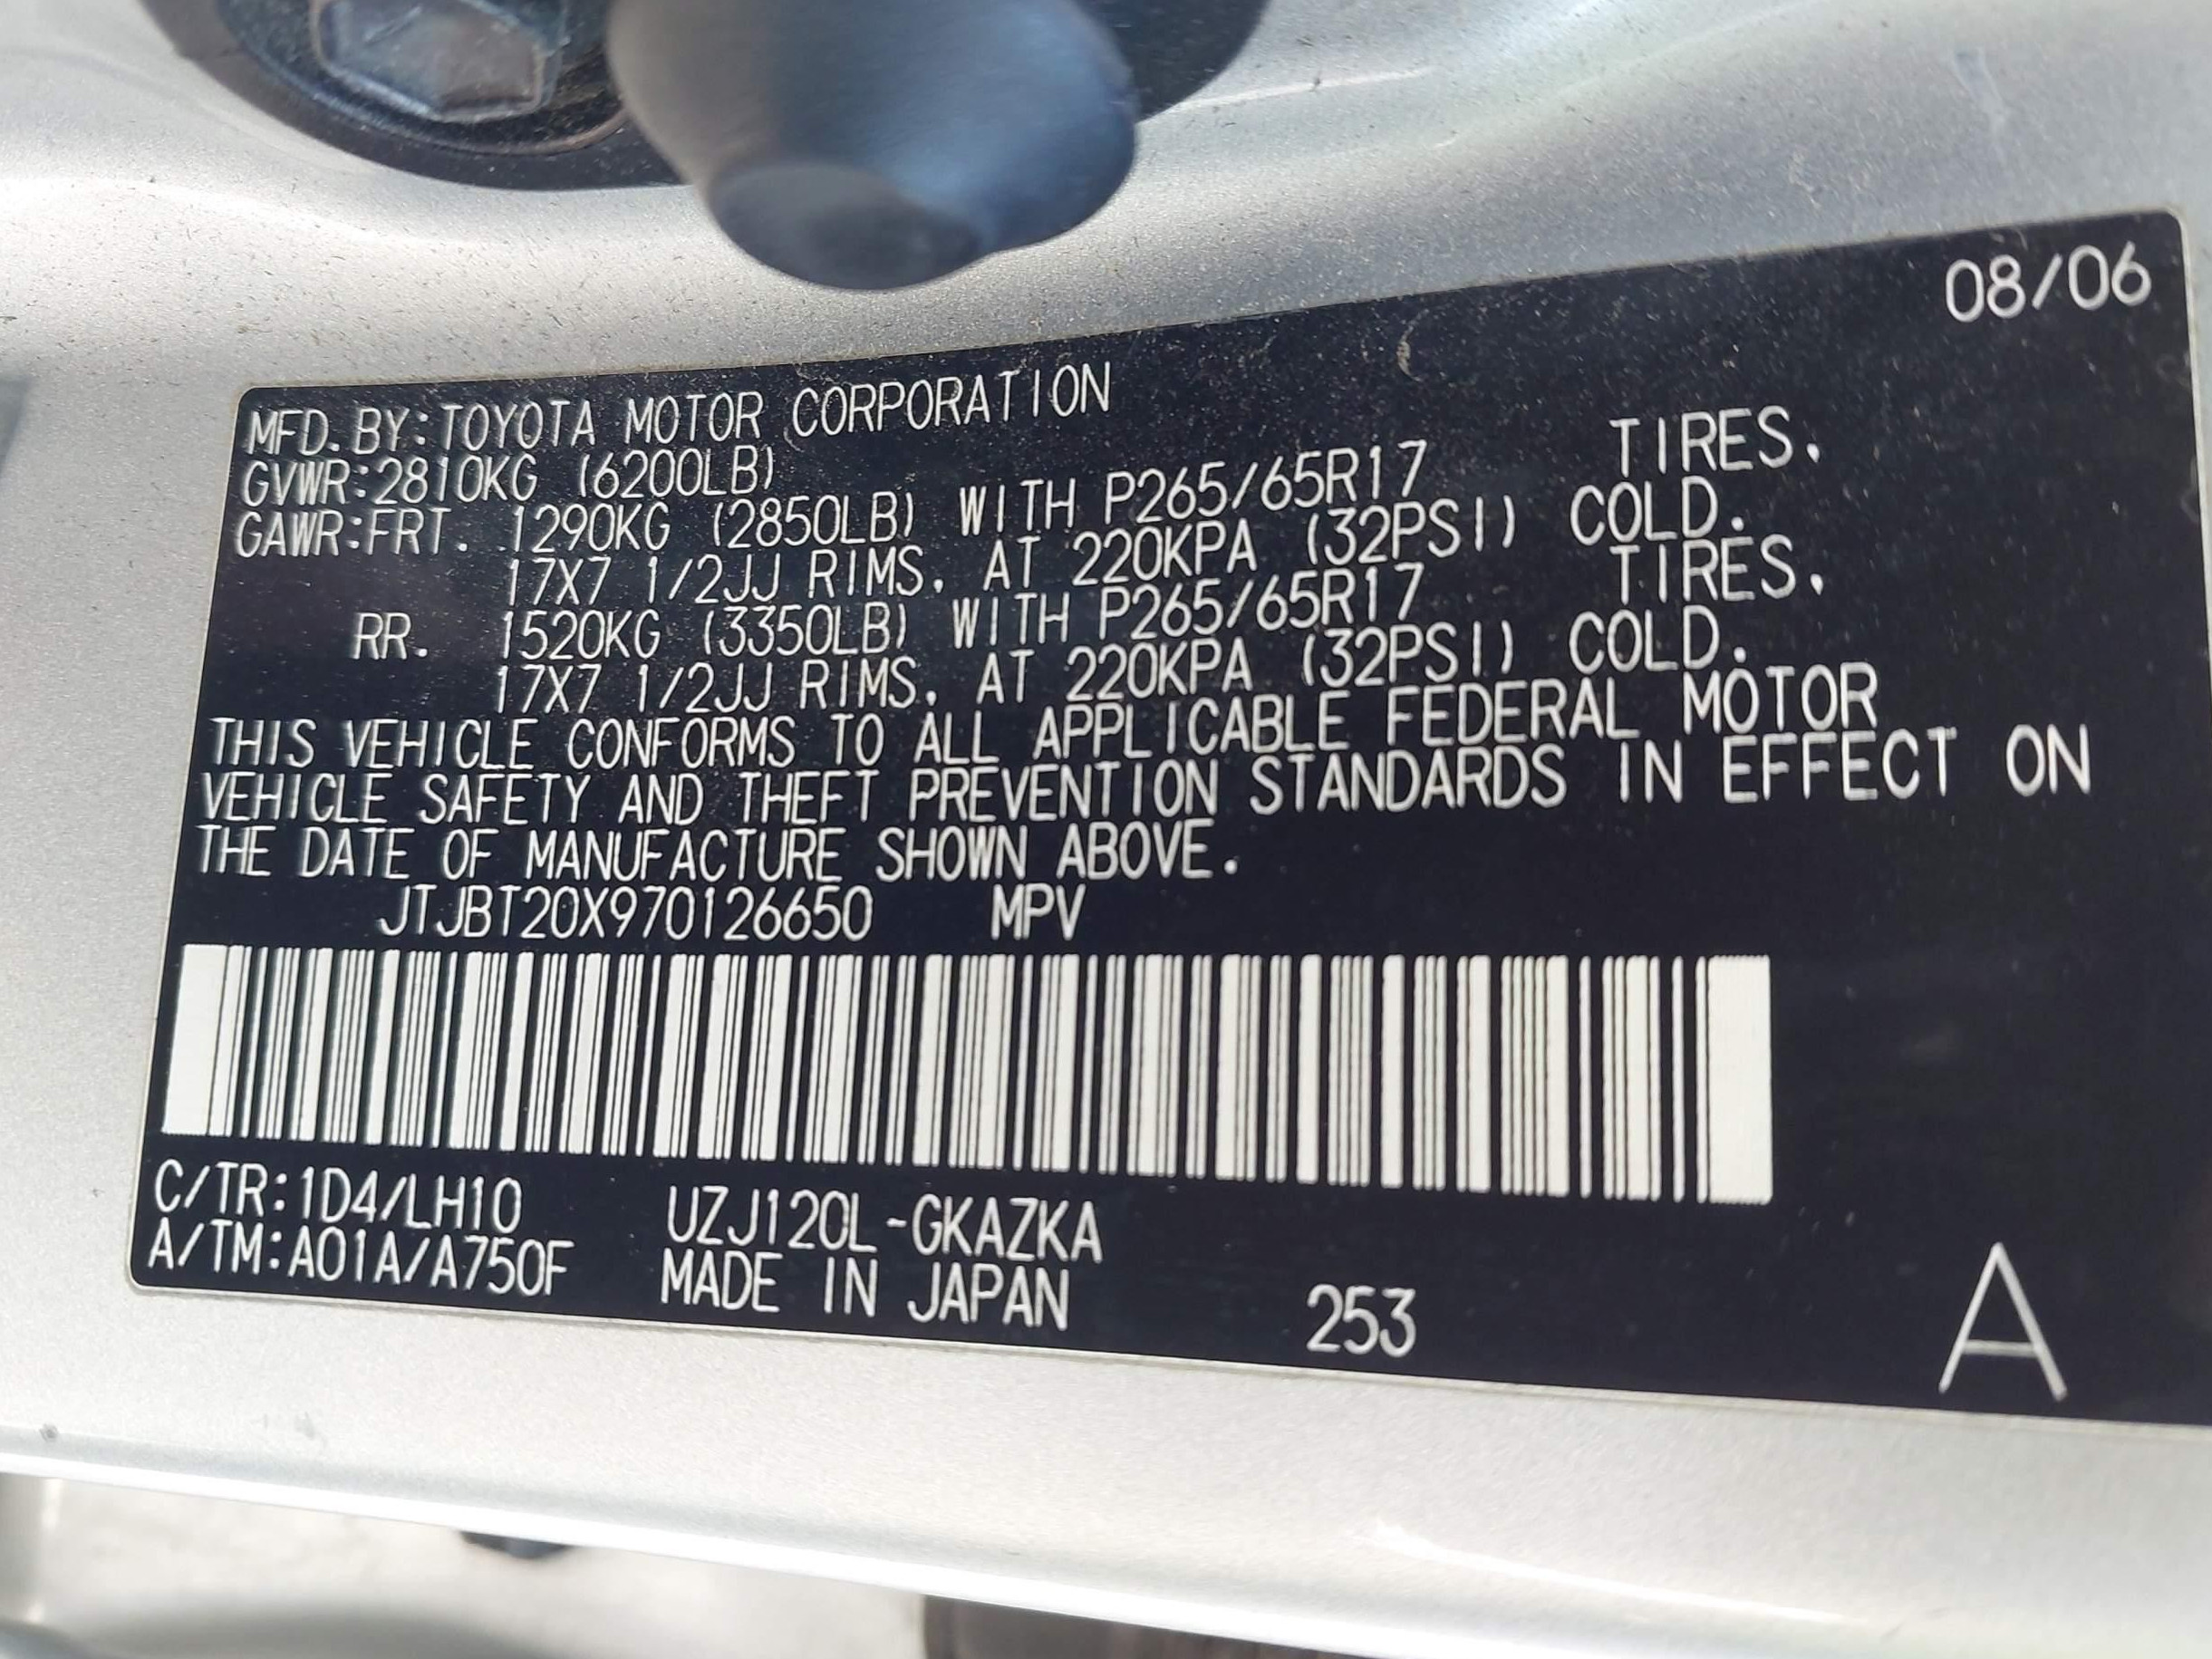 08/06
MFD.BY:TOYOTA MOTOR CORPORATION
GVWR:2810KG (6200LB)
GAWR:FRT. 1290KG (2850LB) WITH P265/65R17 TIRES,
17X7 1/2JJ RIMS, AT 220KPA (32PSI) COLD.
RR. 1520KG (3350LB) WITH P265/65R17 TIRES,
17X7 1/2JJ RIMS, AT 220KPA (32PSI) COLD.
THIS VEHICLE CONFORMS TO ALL APPLICABLE FEDERAL MOTOR
VEHICLE SAFETY AND THEFT PREVENTION STANDARDS IN EFFECT ON
THE DATE OF MANUFACTURE SHOWN ABOVE.
JTJBT20X970126650 MPV
C/TR:1D4/LH10 UZJ120L-GKAZKA
A/TM:A01A/A750F MADE IN JAPAN 253 A